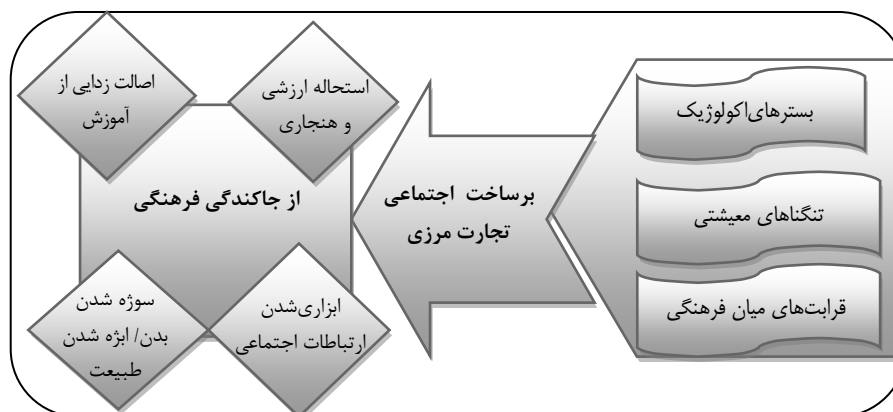 بسترهای‌اکولوژیک
تنگناهای معیشتی
قرابت‌های میان فرهنگی
برساخت اجتماعی
تجارت مرزی
استحاله ارزشی
و هنجاری
اصالت زدایی از
آموزش
از جاکندگی فرهنگی
ابزاری‌شدن
ارتباطات اجتماعی
سوژه شدن
بدن/ ابژه شدن
طبیعت